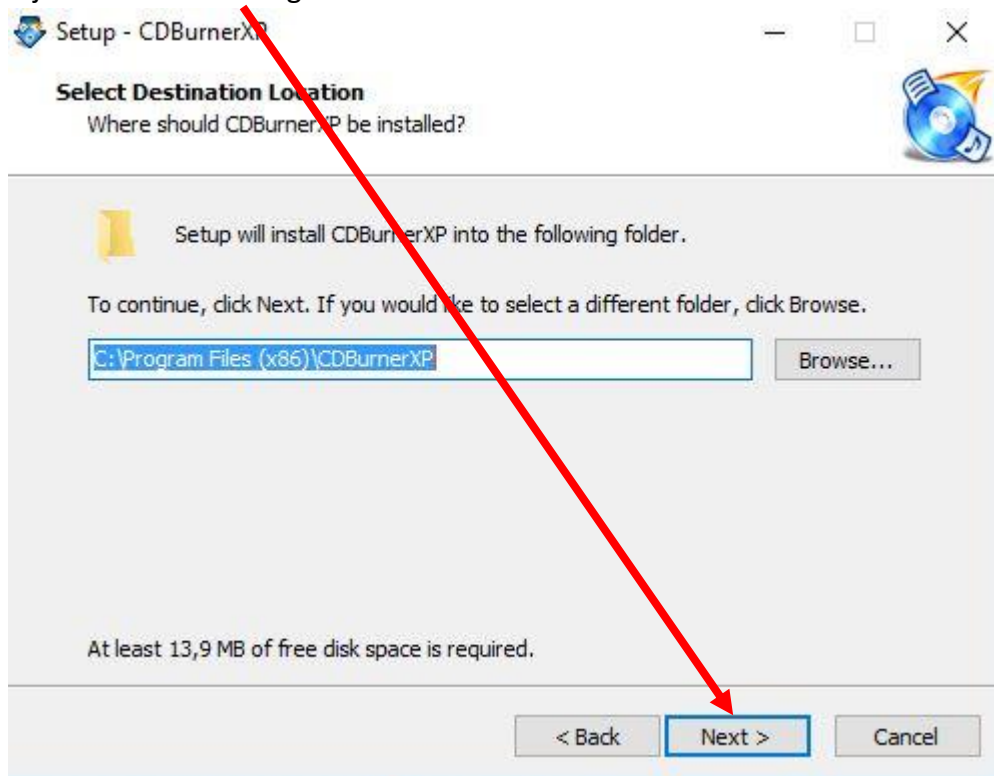 Setup - CDBurnerXP
Select Destination Location
Where should CDBurnerXP be installed?
Setup will install CDBurnerXP into the following folder.
To continue, click Next. If you would like to select a different folder, click Browse.
C:\Program Files (x86)\CDBurnerXP
Browse...
At least 13,9 MB of free disk space is required.
< Back
Next >
Cancel